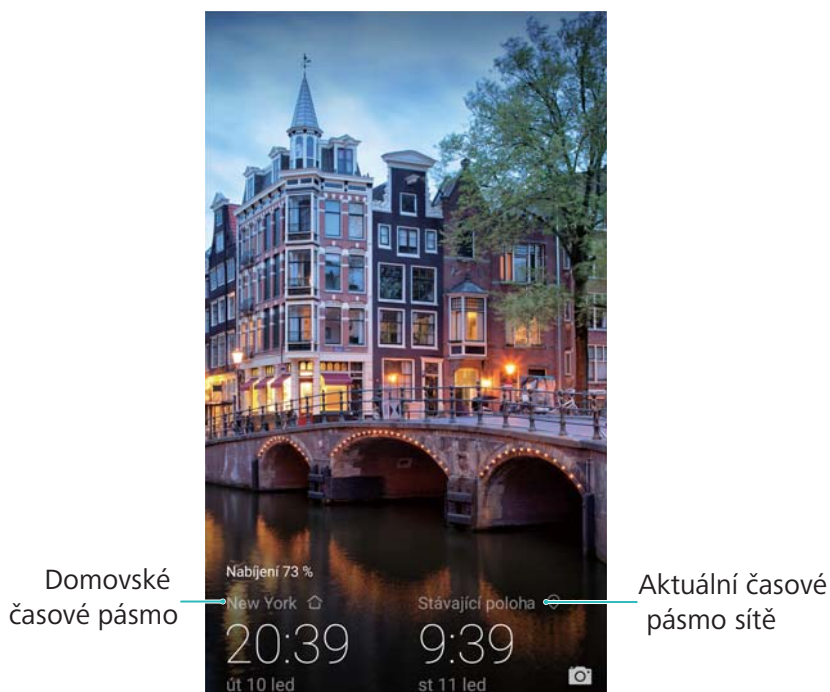 Nabíjení 73 %
Domovské
časové pásmo
New York
Stávající poloha
Aktuální časové
pásmo sítě
20:39
9:39
út 10 led
st 11 led